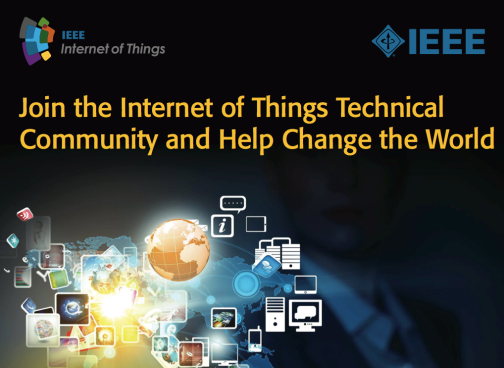 IEEE
Internet of Things
IEEE
Join the Internet of Things Technical
Community and Help Change the World
i